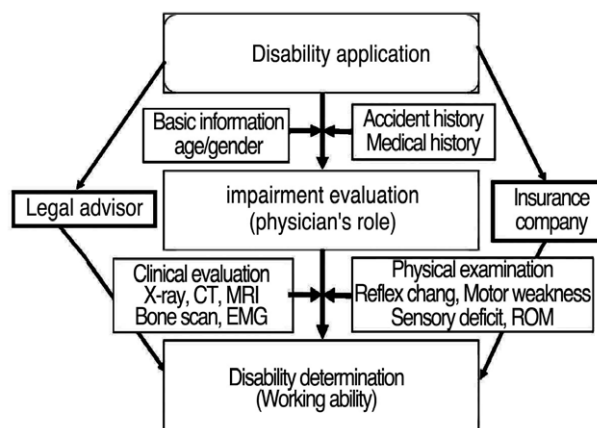 Disability application
Basic information
age/gender
Accident history
Medical history
Legal advisor
impairment evaluation
(physician's role)
Insurance
company
Clinical evaluation
X-ray, CT, MRI
Bone scan, EMG
Physical examination
Reflex chang, Motor weakness
Sensory deficit, ROM
Disability determination
(Working ability)